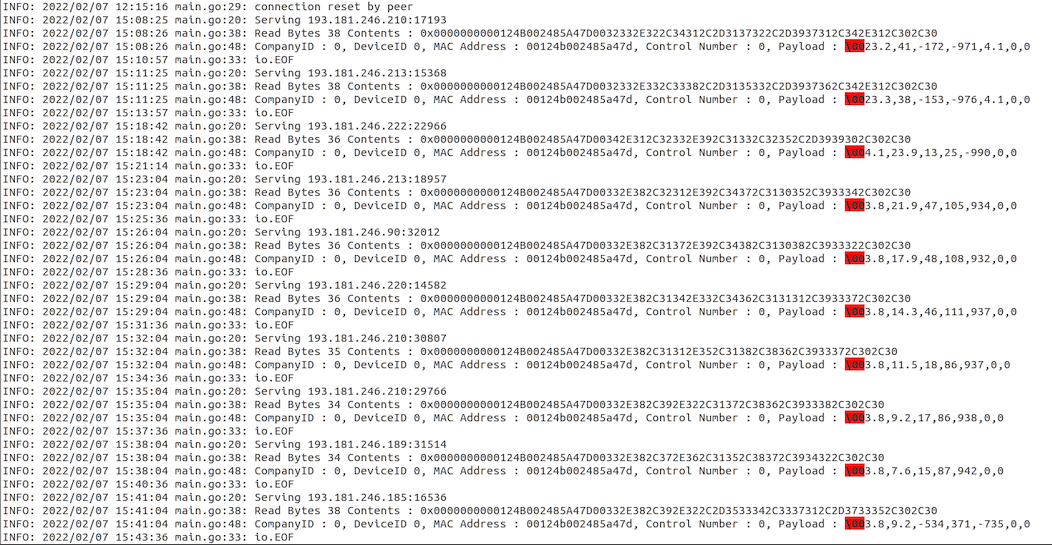 INFO: 2022/02/07 12:15:16 main.go:29: connection reset by peer
INFO: 2022/02/07 15:08:25 main.go:20: Serving 193.181.246.210:17193
INFO: 2022/02/07 15:08:26 main.go:38: Read Bytes 38 Contents : 0x0000000000124B002485A47D0032332E322C34312C2D3137322C2D3937312C342E312C302C30
INFO: 2022/02/07 15:08:26 main.go:48: CompanyID : 0, DeviceID 0, MAC Address : 00124b002485a47d, Control Number : 0, Payload : \0023.2,41,-172,-971,4.1,0,0
INFO: 2022/02/07 15:10:57 main.go:33: io.EOF
INFO: 2022/02/07 15:11:25 main.go:20: Serving 193.181.246.213:15368
INFO: 2022/02/07 15:11:25 main.go:38: Read Bytes 38 Contents : 0x0000000000124B002485A47D0032332E332C33382C2D3135332C2D3937362C342E312C302C30
INFO: 2022/02/07 15:11:25 main.go:48: CompanyID : 0, DeviceID 0, MAC Address : 00124b002485a47d, Control Number : 0, Payload : \0023.3,38,-153,-976,4.1,0,0
INFO: 2022/02/07 15:13:57 main.go:33: io.EOF
INFO: 2022/02/07 15:18:42 main.go:20: Serving 193.181.246.222:22966
INFO: 2022/02/07 15:18:42 main.go:38: Read Bytes 36 Contents : 0x0000000000124B002485A47D00342E312C32332E392C31332C32352C2D3939302C302C30
INFO: 2022/02/07 15:18:42 main.go:48: CompanyID : 0, DeviceID 0, MAC Address : 00124b002485a47d, Control Number : 0, Payload : \004.1,23.9,13,25,-990,0,0
INFO: 2022/02/07 15:21:14 main.go:33: io.EOF
INFO: 2022/02/07 15:23:04 main.go:20: Serving 193.181.246.213:18957
INFO: 2022/02/07 15:23:04 main.go:38: Read Bytes 36 Contents : 0x0000000000124B002485A47D00332E382C32312E392C34372C3130352C3933342C302C30
INFO: 2022/02/07 15:23:04 main.go:48: CompanyID : 0, DeviceID 0, MAC Address : 00124b002485a47d, Control Number : 0, Payload : \003.8,21.9,47,105,934,0,0
INFO: 2022/02/07 15:25:36 main.go:33: io.EOF
INFO: 2022/02/07 15:26:04 main.go:20: Serving 193.181.246.90:32012
INFO: 2022/02/07 15:26:04 main.go:38: Read Bytes 36 Contents : 0x0000000000124B002485A47D00332E382C31372E392C34382C3130382C3933322C302C30
INFO: 2022/02/07 15:26:04 main.go:48: CompanyID : 0, DeviceID 0, MAC Address : 00124b002485a47d, Control Number : 0, Payload : \003.8,17.9,48,108,932,0,0
INFO: 2022/02/07 15:28:36 main.go:33: io.EOF
INFO: 2022/02/07 15:29:04 main.go:20: Serving 193.181.246.220:14582
INFO: 2022/02/07 15:29:04 main.go:38: Read Bytes 36 Contents : 0x0000000000124B002485A47D00332E382C31342E332C34362C3131312C3933372C302C30
INFO: 2022/02/07 15:29:04 main.go:48: CompanyID : 0, DeviceID 0, MAC Address : 00124b002485a47d, Control Number : 0, Payload : \003.8,14.3,46,111,937,0,0
INFO: 2022/02/07 15:31:36 main.go:33: io.EOF
INFO: 2022/02/07 15:32:04 main.go:20: Serving 193.181.246.210:30807
INFO: 2022/02/07 15:32:04 main.go:38: Read Bytes 35 Contents : 0x0000000000124B002485A47D00332E382C31312E352C31382C38362C3933372C302C30
INFO: 2022/02/07 15:32:04 main.go:48: CompanyID : 0, DeviceID 0, MAC Address : 00124b002485a47d, Control Number : 0, Payload : \003.8,11.5,18,86,937,0,0
INFO: 2022/02/07 15:34:36 main.go:33: io.EOF
INFO: 2022/02/07 15:35:04 main.go:20: Serving 193.181.246.210:29766
INFO: 2022/02/07 15:35:04 main.go:38: Read Bytes 34 Contents : 0x0000000000124B002485A47D00332E382C392E322C31372C38362C3933382C302C30
INFO: 2022/02/07 15:35:04 main.go:48: CompanyID : 0, DeviceID 0, MAC Address : 00124b002485a47d, Control Number : 0, Payload : \003.8,9.2,17,86,938,0,0
INFO: 2022/02/07 15:37:36 main.go:33: io.EOF
INFO: 2022/02/07 15:38:04 main.go:20: Serving 193.181.246.189:31514
INFO: 2022/02/07 15:38:04 main.go:38: Read Bytes 34 Contents : 0x0000000000124B002485A47D00332E382C372E362C31352C38372C3934322C302C30
INFO: 2022/02/07 15:38:04 main.go:48: CompanyID : 0, DeviceID 0, MAC Address : 00124b002485a47d, Control Number : 0, Payload : \003.8,7.6,15,87,942,0,0
INFO: 2022/02/07 15:40:36 main.go:33: io.EOF
INFO: 2022/02/07 15:41:04 main.go:20: Serving 193.181.246.185:16536
INFO: 2022/02/07 15:41:04 main.go:38: Read Bytes 38 Contents : 0x0000000000124B002485A47D00332E382C392E322C2D3533342C3337312C2D3733352C302C30
INFO: 2022/02/07 15:41:04 main.go:48: CompanyID : 0, DeviceID 0, MAC Address : 00124b002485a47d, Control Number : 0, Payload : \003.8,9.2,-534,371,-735,0,0
INFO: 2022/02/07 15:43:36 main.go:33: io.EOF